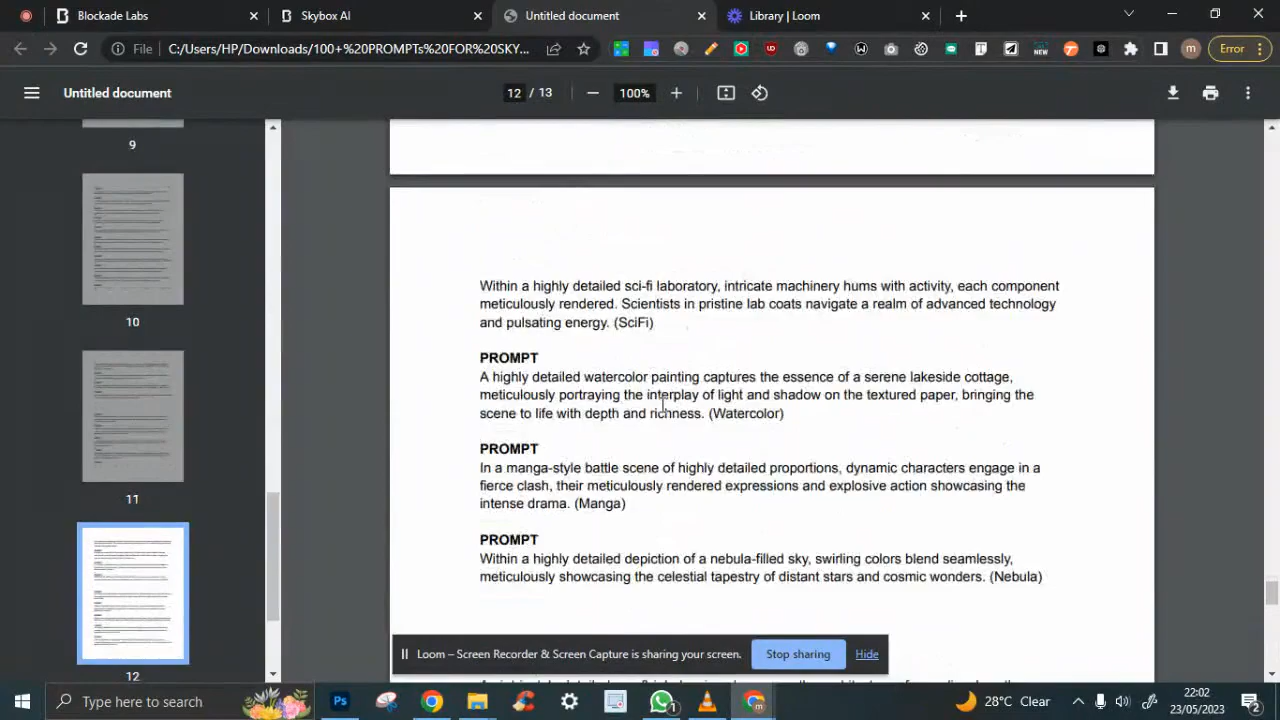 Blockade Labs
Skybox AI
Untitled document
Library | Loom
File
C:/Users/HP/Downloads/100+%20PROMPTs%20FOR%20SKY...
NEW
m
Error
Untitled document
12 / 13
100%
9
10
11
12
Within a highly detailed sci-fi laboratory, intricate machinery hums with activity, each component
meticulously rendered. Scientists in pristine lab coats navigate a realm of advanced technology
and pulsating energy. (SciFi)
PROMPT
A highly detailed watercolor painting captures the essence of a serene lakeside cottage,
meticulously portraying the interplay of light and shadow on the textured paper, bringing the
scene to life with depth and richness. (Watercolor)
PROMPT
In a manga-style battle scene of highly detailed proportions, dynamic characters engage in a
fierce clash, their meticulously rendered expressions and explosive action showcasing the
intense drama. (Manga)
PROMPT
Within a highly detailed depiction of a nebula-filled sky, swirling colors blend seamlessly,
meticulously showcasing the celestial tapestry of distant stars and cosmic wonders. (Nebula)
Loom – Screen Recorder & Screen Capture is sharing your screen.
Stop sharing
Hide
Type here to search
28°C Clear
22:02
23/05/2023